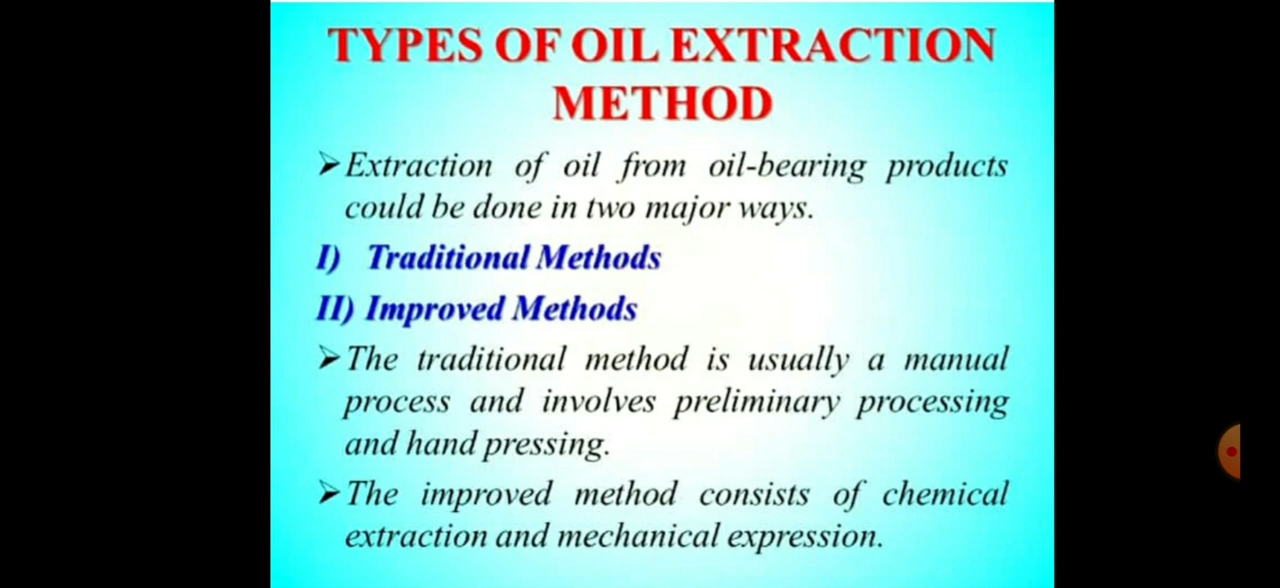 TYPES OF OIL EXTRACTION
METHOD
➢Extraction of oil from oil-bearing products
could be done in two major ways.
I) Traditional Methods
II) Improved Methods
➢The traditional method is usually a manual
process and involves preliminary processing
and hand pressing.
➢The improved method consists of chemical
extraction and mechanical expression.